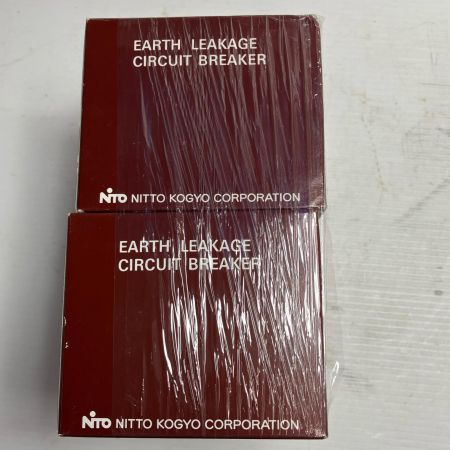 EARTH LEAKAGE
CIRCUIT BREAKER
NITO NITTO KOGYO CORPORATION
EARTH LEAKAGE
CIRCUIT BREAKER
NITO NITTO KOGYO CORPORATION